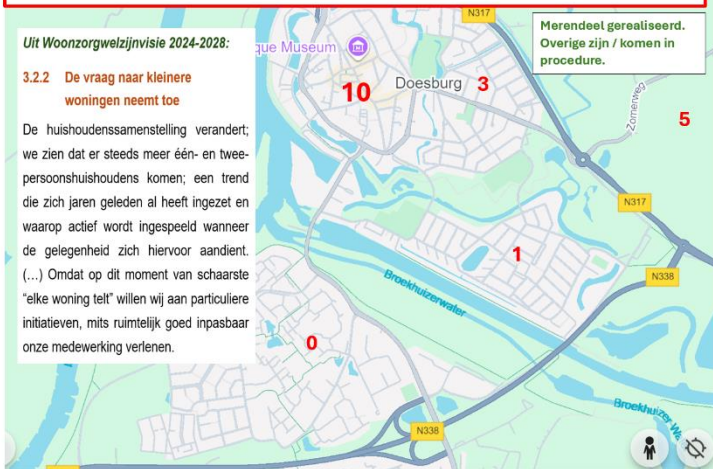 Uit Woonzorgwelzijnvisie 2024-2028:
3.2.2 De vraag naar kleinere
woningen neemt toe
De huishoudenssamenstelling verandert;
we zien dat er steeds meer één- en twee-
persoonshuishoudens komen; een trend
die zich jaren geleden al heeft ingezet en
waarop actief wordt ingespeeld wanneer
de gelegenheid zich hiervoor aandient.
(...) Omdat op dit moment van schaarste
“elke woning telt” willen wij aan particuliere
initiatieven, mits ruimtelijk goed inpasbaar
onze medewerking verlenen.
Merendeel gerealiseerd.
Overige zijn / komen in
procedure.
N317
que Museum
10
Doesburg
3
Zomerweg
5
N317
1
N338
Broekhuizerwater
0
N338
Broekhuizer